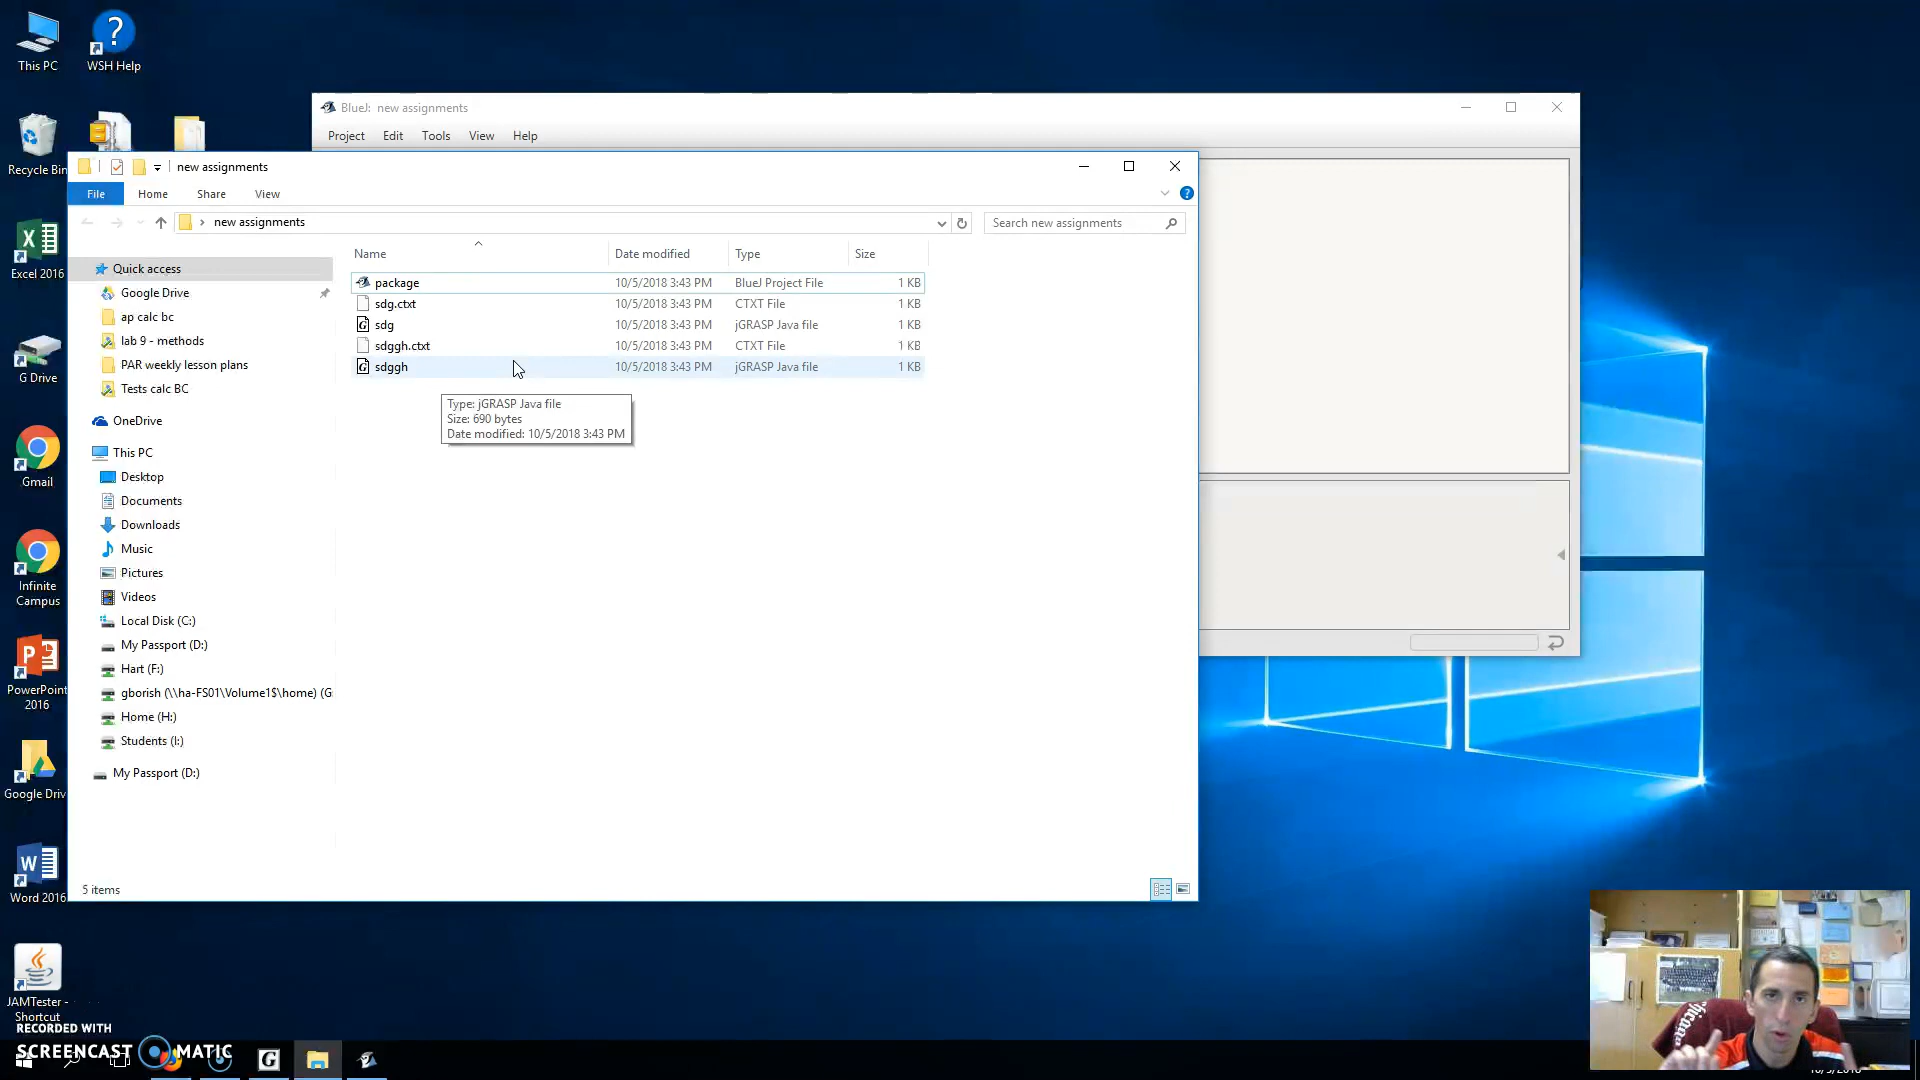 This PC
WSH Help
Recycle Bin
Excel 2016
G Drive
Gmail
Infinite
Campus
PowerPoint
2016
Google Driv
Word 2016
JAMTester -
Shortcut
BlueJ: new assignments
Project Edit Tools View Help
new assignments
File Home Share View
new assignments
Search new assignments
Name Date modified Type Size
package 10/5/2018 3:43 PM BlueJ Project File 1 KB
sdg.ctxt 10/5/2018 3:43 PM CTXT File 1 KB
sdg 10/5/2018 3:43 PM jGRASP Java file 1 KB
sdggh.ctxt 10/5/2018 3:43 PM CTXT File 1 KB
sdggh 10/5/2018 3:43 PM jGRASP Java file 1 KB
Type: jGRASP Java file
Size: 690 bytes
Date modified: 10/5/2018 3:43 PM
Quick access
Google Drive
ap calc bc
lab 9 - methods
PAR weekly lesson plans
Tests calc BC
OneDrive
This PC
Desktop
Documents
Downloads
Music
Pictures
Videos
Local Disk (C:)
My Passport (D:)
Hart (F:)
gborish (\\ha-FS01\Volume1$\home) (G
Home (H:)
Students (I:)
My Passport (D:)
5 items
RECORDED WITH
SCREENCAST MATIC